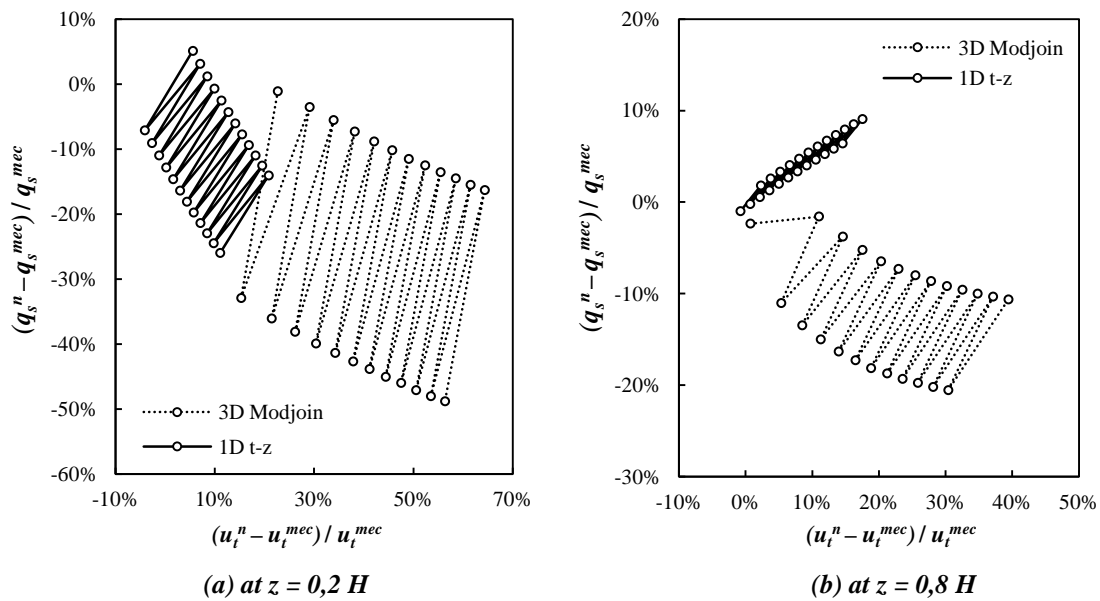 10%
0%
-10%
-20%
-30%
-40%
-50%
-60%
(q_s^n – q_s^mec) / q_s^mec
3D Modjoin
1D t-z
-10% 10% 30% 50% 70%
(u_t^n – u_t^mec) / u_t^mec
(a) at z = 0,2 H
20%
10%
0%
-10%
-20%
-30%
(q_s^n – q_s^mec) / q_s^mec
3D Modjoin
1D t-z
-10% 0% 10% 20% 30% 40% 50%
(u_t^n – u_t^mec) / u_t^mec
(b) at z = 0,8 H